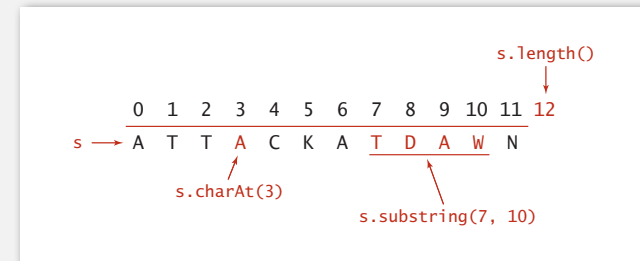 s.length()
0 1 2 3 4 5 6 7 8 9 10 11 12
s A T T A C K A T D A W N
s.charAt(3)
s.substring(7, 10)